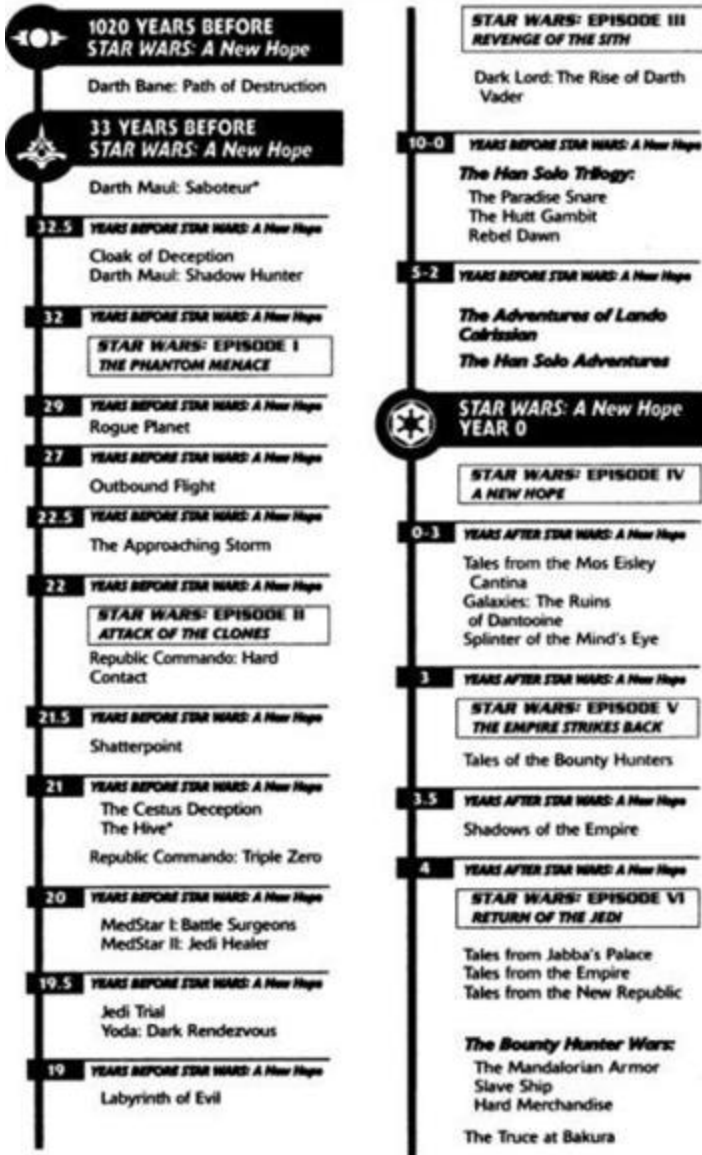 1020 YEARS BEFORE
STAR WARS: A New Hope
Darth Bane: Path of Destruction
33 YEARS BEFORE
STAR WARS: A New Hope
Darth Maul: Saboteur*
32.5 YEARS BEFORE STAR WARS: A New Hope
Cloak of Deception
Darth Maul: Shadow Hunter
32 YEARS BEFORE STAR WARS: A New Hope
STAR WARS: EPISODE I
THE PHANTOM MENACE
29 YEARS BEFORE STAR WARS: A New Hope
Rogue Planet
27 YEARS BEFORE STAR WARS: A New Hope
Outbound Flight
22.5 YEARS BEFORE STAR WARS: A New Hope
The Approaching Storm
22 YEARS BEFORE STAR WARS: A New Hope
STAR WARS: EPISODE II
ATTACK OF THE CLONES
Republic Commando: Hard
Contact
21.5 YEARS BEFORE STAR WARS: A New Hope
Shatterpoint
21 YEARS BEFORE STAR WARS: A New Hope
The Cestus Deception
The Hive*
Republic Commando: Triple Zero
20 YEARS BEFORE STAR WARS: A New Hope
MedStar I: Battle Surgeons
MedStar II: Jedi Healer
19.5 YEARS BEFORE STAR WARS: A New Hope
Jedi Trial
Yoda: Dark Rendezvous
19 YEARS BEFORE STAR WARS: A New Hope
Labyrinth of Evil
STAR WARS: EPISODE III
REVENGE OF THE SITH
Dark Lord: The Rise of Darth
Vader
10-0 YEARS BEFORE STAR WARS: A New Hope
The Han Solo Trilogy:
The Paradise Snare
The Hutt Gambit
Rebel Dawn
5-2 YEARS BEFORE STAR WARS: A New Hope
The Adventures of Lando
Calrissian
The Han Solo Adventures
STAR WARS: A New Hope
YEAR 0
STAR WARS: EPISODE IV
A NEW HOPE
0-3 YEARS AFTER STAR WARS: A New Hope
Tales from the Mos Eisley
Cantina
Galaxies: The Ruins
of Dantooine
Splinter of the Mind's Eye
3 YEARS AFTER STAR WARS: A New Hope
STAR WARS: EPISODE V
THE EMPIRE STRIKES BACK
Tales of the Bounty Hunters
3.5 YEARS AFTER STAR WARS: A New Hope
Shadows of the Empire
4 YEARS AFTER STAR WARS: A New Hope
STAR WARS: EPISODE VI
RETURN OF THE JEDI
Tales from Jabba's Palace
Tales from the Empire
Tales from the New Republic
The Bounty Hunter Wars:
The Mandalorian Armor
Slave Ship
Hard Merchandise
The Truce at Bakura